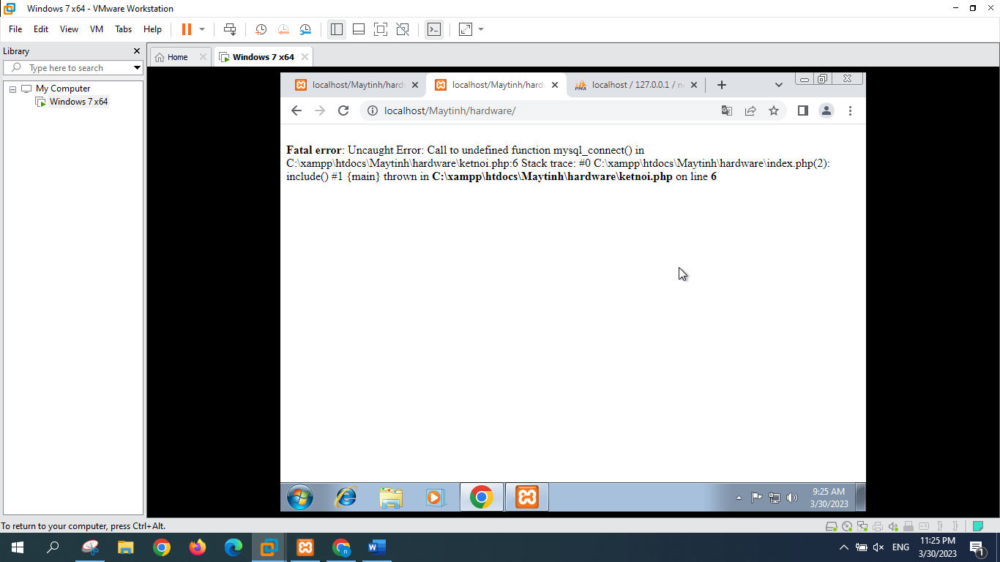 Windows 7 x64 - VMware Workstation
File Edit View VM Tabs Help
Library
Type here to search
My Computer
Windows 7 x64
Home
Windows 7 x64
localhost/Maytinh/hard
localhost/Maytinh/hard
localhost / 127.0.0.1 /
localhost/Maytinh/hardware/
Fatal error: Uncaught Error: Call to undefined function mysql_connect() in
C:\xampp\htdocs\Maytinh\hardware\ketnoi.php:6 Stack trace: #0 C:\xampp\htdocs\Maytinh\hardware\index.php(2):
include() #1 {main} thrown in C:\xampp\htdocs\Maytinh\hardware\ketnoi.php on line 6
9:25 AM
3/30/2023
To return to your computer, press Ctrl+Alt.
ENG
11:25 PM
3/30/2023
1